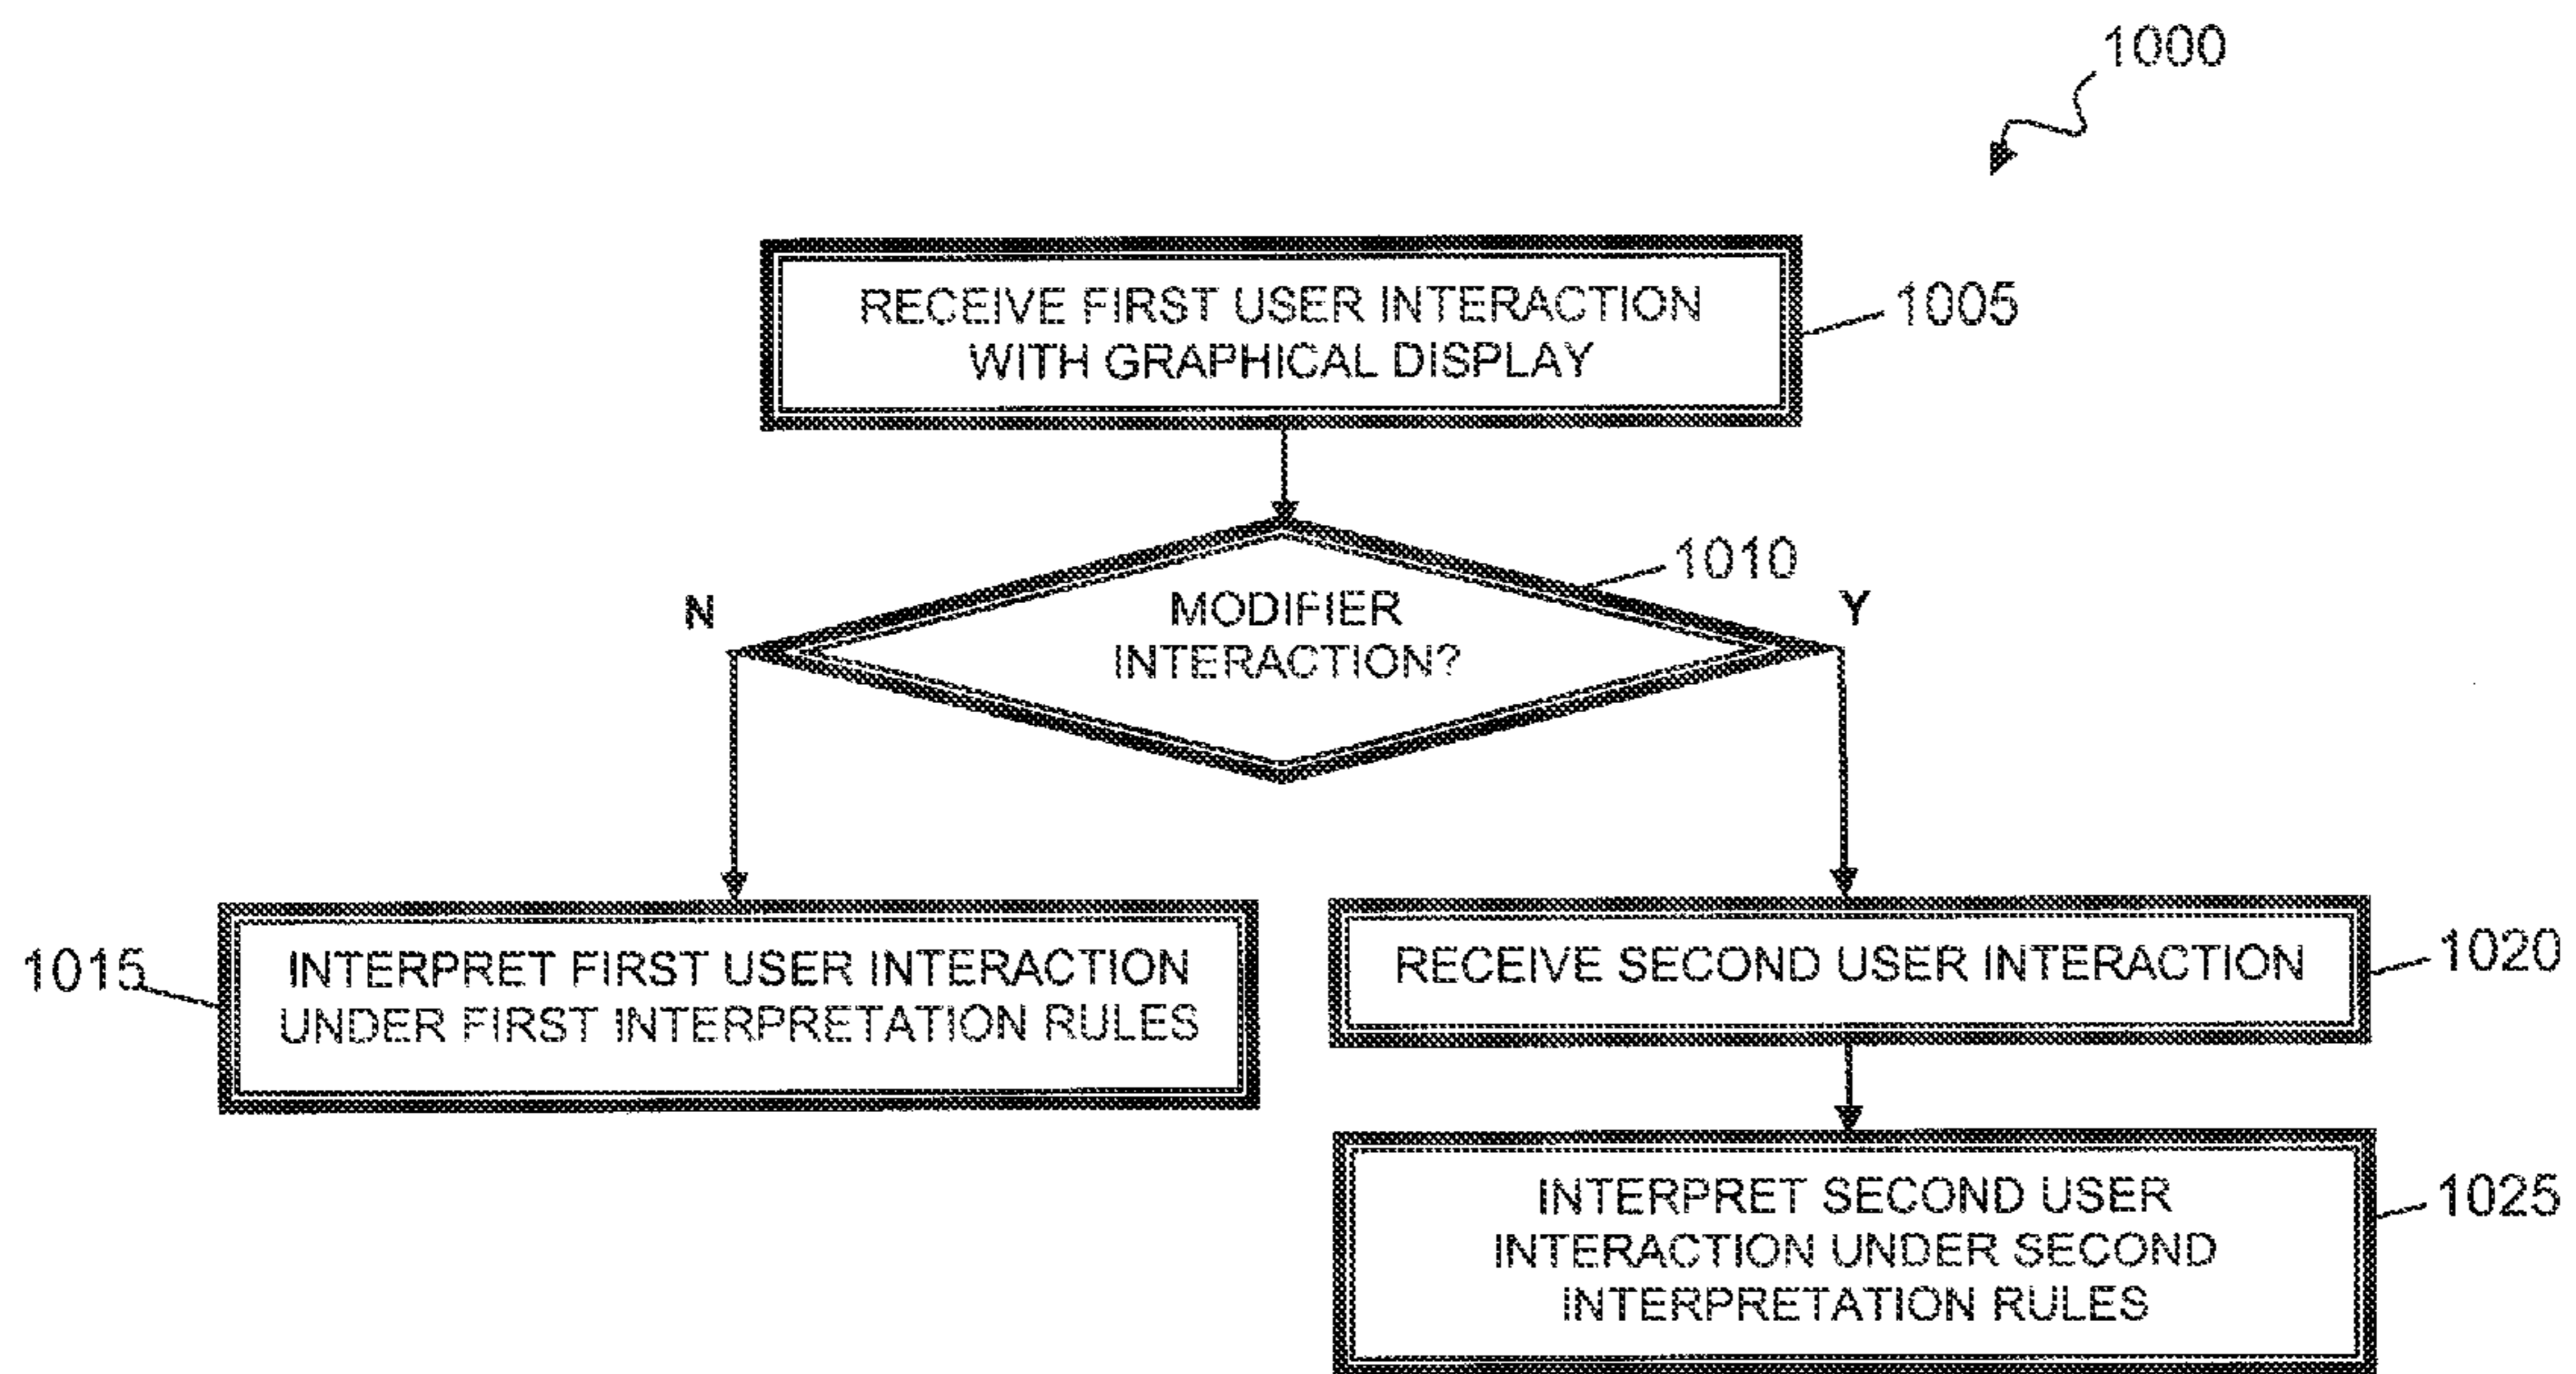 1000
RECEIVE FIRST USER INTERACTION
WITH GRAPHICAL DISPLAY
1005
1010
MODIFIER
INTERACTION?
N
Y
1015
INTERPRET FIRST USER INTERACTION
UNDER FIRST INTERPRETATION RULES
RECEIVE SECOND USER INTERACTION
1020
INTERPRET SECOND USER
INTERACTION UNDER SECOND
INTERPRETATION RULES
1025